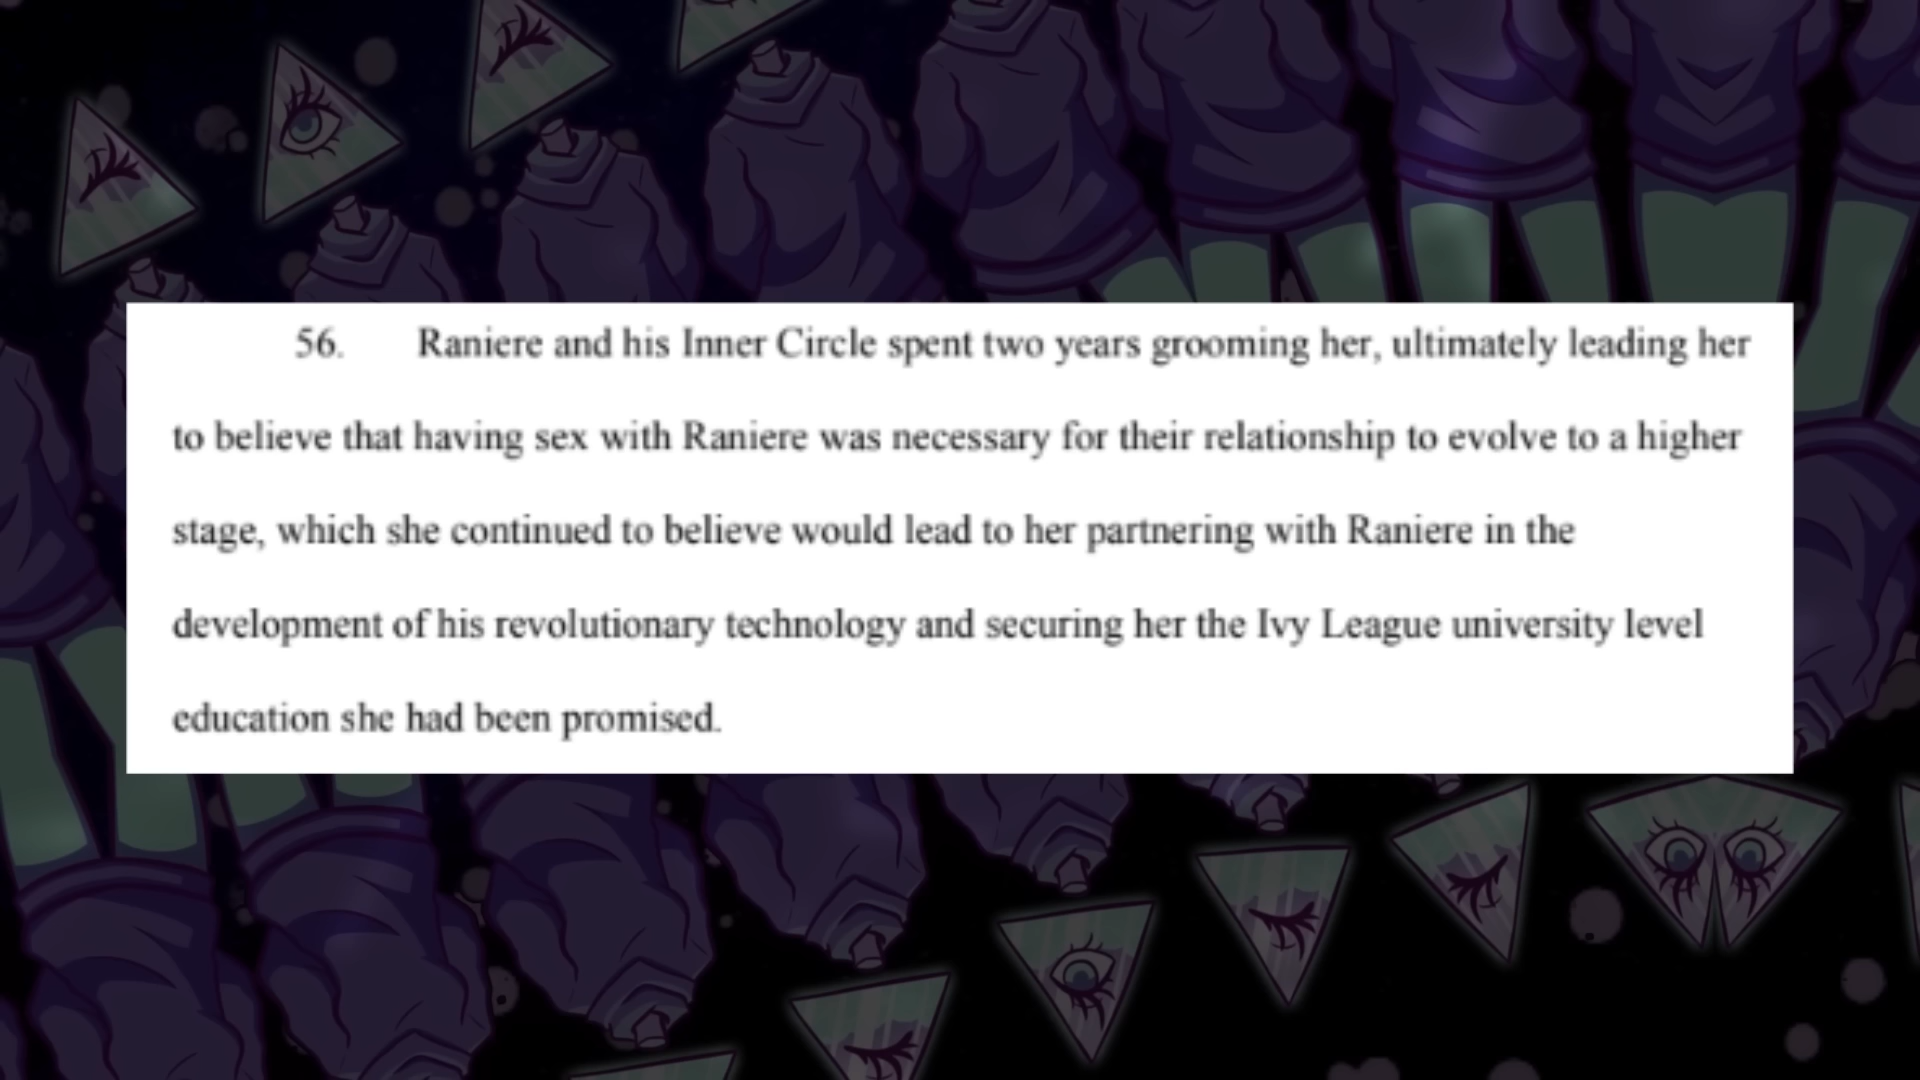 56. Raniere and his Inner Circle spent two years grooming her, ultimately leading her
to believe that having sex with Raniere was necessary for their relationship to evolve to a higher
stage, which she continued to believe would lead to her partnering with Raniere in the
development of his revolutionary technology and securing her the Ivy League university level
education she had been promised.